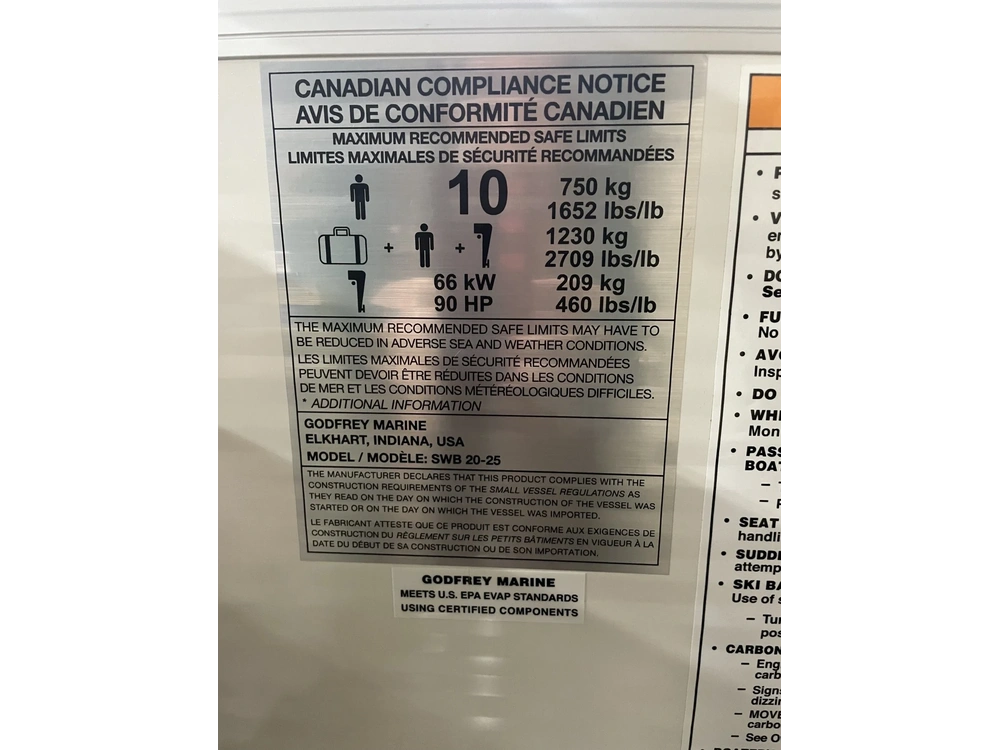 CANADIAN COMPLIANCE NOTICE
AVIS DE CONFORMITÉ CANADIEN
MAXIMUM RECOMMENDED SAFE LIMITS
LIMITES MAXIMALES DE SÉCURITÉ RECOMMANDÉES
10 750 kg
1652 lbs/lb
+ + 1230 kg
2709 lbs/lb
66 kW 209 kg
90 HP 460 lbs/lb
THE MAXIMUM RECOMMENDED SAFE LIMITS MAY HAVE TO
BE REDUCED IN ADVERSE SEA AND WEATHER CONDITIONS.
LES LIMITES MAXIMALES DE SÉCURITÉ RECOMMANDÉES
PEUVENT DEVOIR ÊTRE RÉDUITES DANS LES CONDITIONS
DE MER ET LES CONDITIONS MÉTÉRÉOLOGIQUES DIFFICILES.
* ADDITIONAL INFORMATION
GODFREY MARINE
ELKHART, INDIANA, USA
MODEL / MODÈLE: SWB 20-25
THE MANUFACTURER DECLARES THAT THIS PRODUCT COMPLIES WITH THE
CONSTRUCTION REQUIREMENTS OF THE SMALL VESSEL REGULATIONS AS
THEY READ ON THE DAY ON WHICH THE CONSTRUCTION OF THE VESSEL WAS
STARTED OR ON THE DAY ON WHICH THE VESSEL WAS IMPORTED.
LE FABRICANT ATTESTE QUE CE PRODUIT EST CONFORME AUX EXIGENCES DE
CONSTRUCTION DU RÈGLEMENT SUR LES PETITS BÂTIMENTS EN VIGUEUR À LA
DATE DU DÉBUT DE SA CONSTRUCTION OU DE SON IMPORTATION.
GODFREY MARINE
MEETS U.S. EPA EVAP STANDARDS
USING CERTIFIED COMPONENTS
by
No
• DO
SEAT
Use of
See